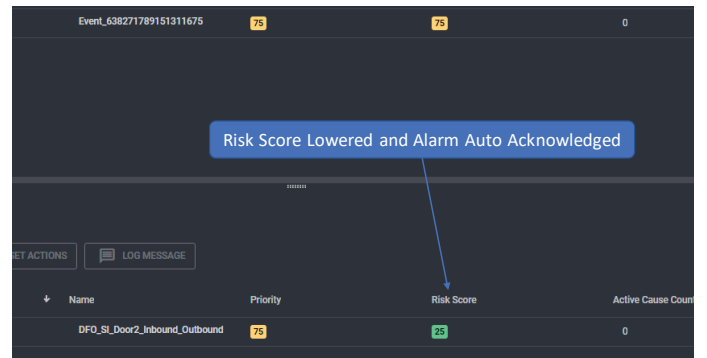 Event_638271789151311675 75 75 0
Risk Score Lowered and Alarm Auto Acknowledged
SET ACTIONS LOG MESSAGE
Name Priority Risk Score Active Cause Count
DFO_SI_Door2_Inbound_Outbound 75 25 0